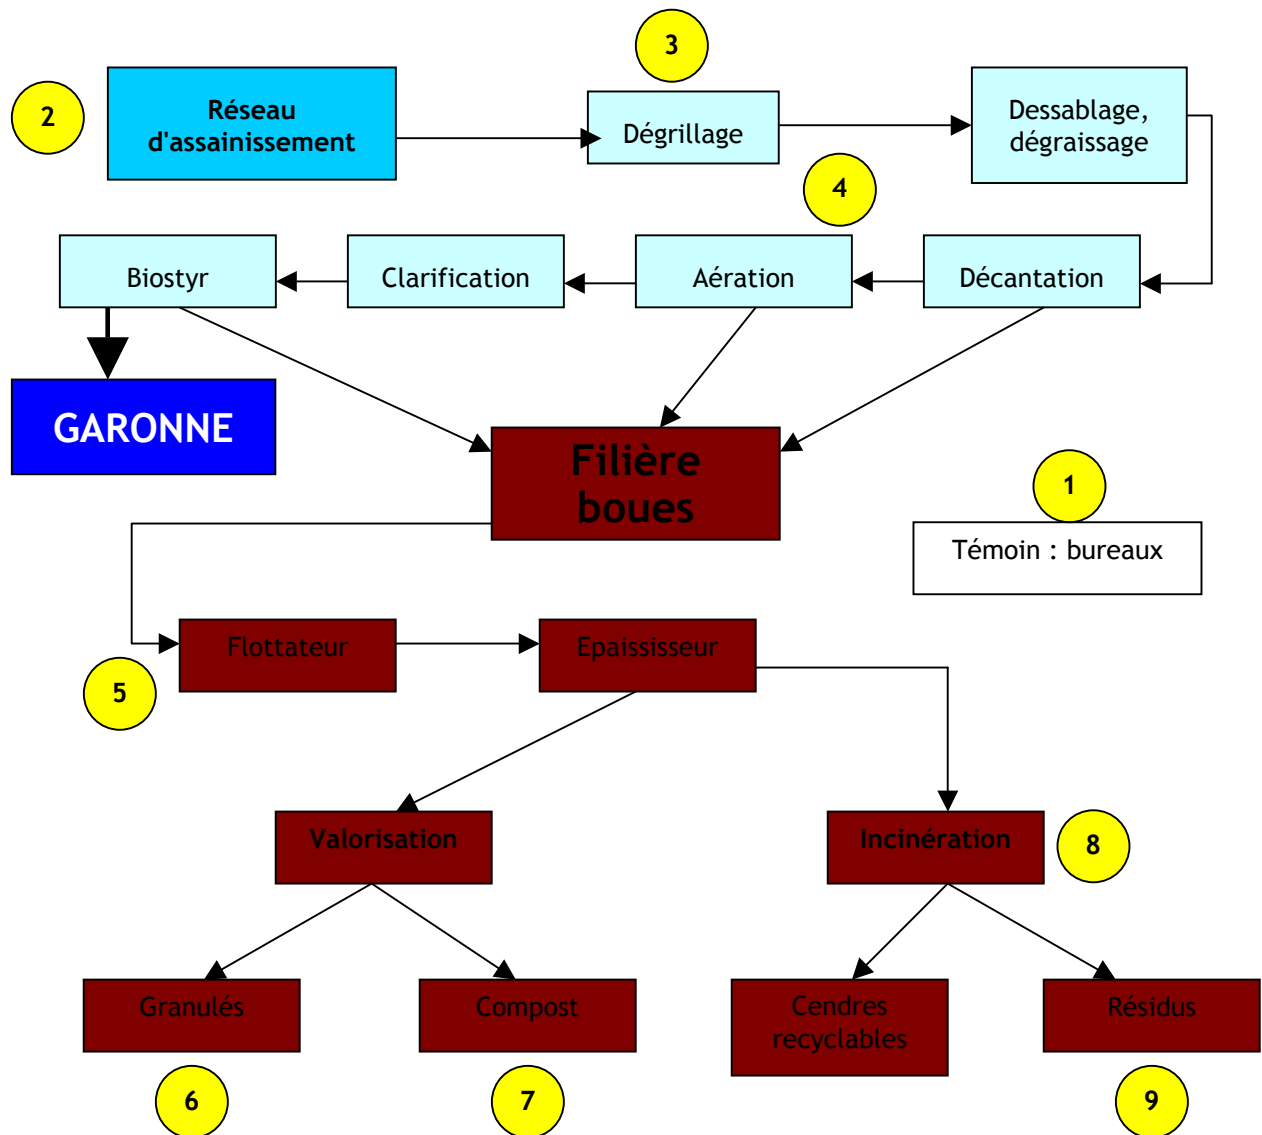 3
2
Réseau
d'assainissement
Dégrillage
Dessablage,
dégraissage
4
Biostyr
Clarification
Aération
Décantation
GARONNE
Filière
boues
1
Témoin : bureaux
Flottateur
Epaississeur
5
Valorisation
Incinération
8
Granulés
Compost
Cendres
recyclables
Résidus
6
7
9